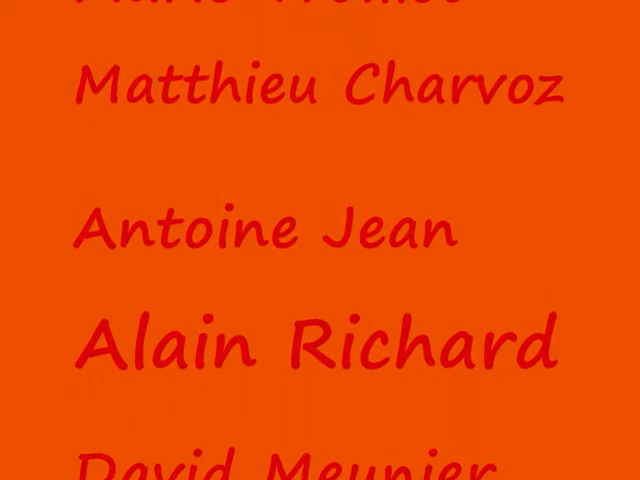 Matthieu Charvoz
Antoine Jean
Alain Richard
David Meunier